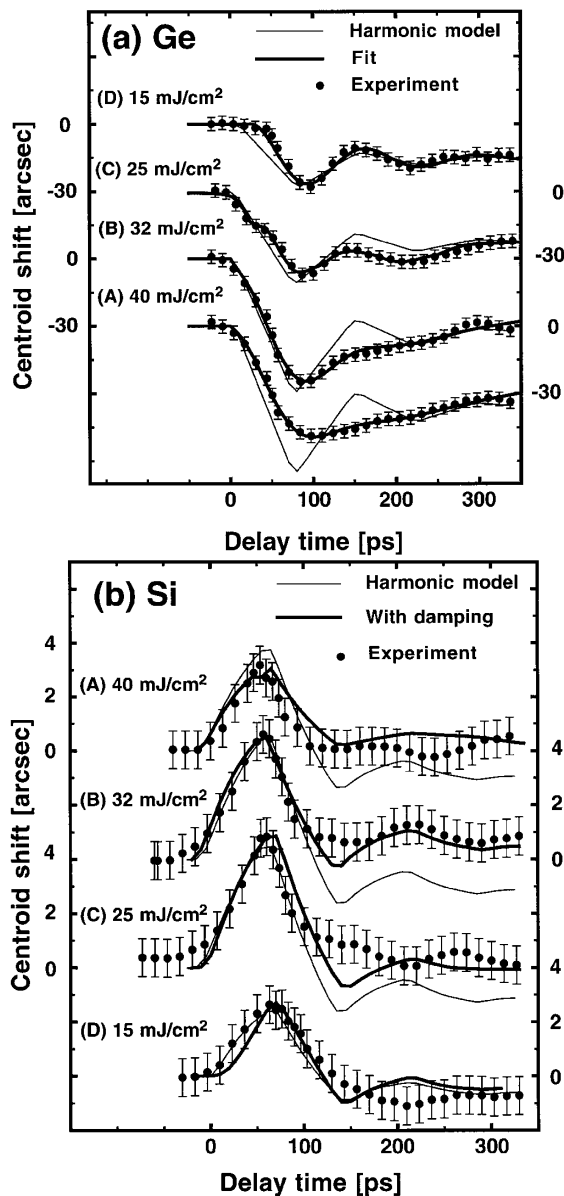 (a) Ge
Harmonic model
Fit
Experiment
(D) 15 mJ/cm²
0
(C) 25 mJ/cm²
-30
0
(B) 32 mJ/cm²
0
-30
(A) 40 mJ/cm²
-30
0
-30
Centroid shift [arcsec]
0
100
200
300
Delay time [ps]
(b) Si
Harmonic model
With damping
Experiment
4
(A) 40 mJ/cm²
2
0
4
(B) 32 mJ/cm²
4
2
0
(C) 25 mJ/cm²
2
0
4
(D) 15 mJ/cm²
2
0
Centroid shift [arcsec]
0
100
200
300
Delay time [ps]